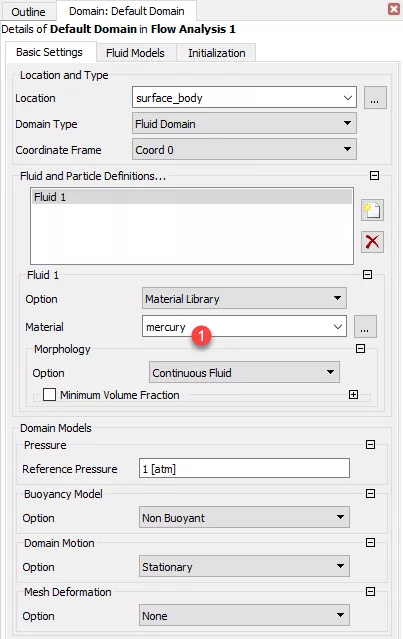 Outline
Domain: Default Domain
Details of Default Domain in Flow Analysis 1
Basic Settings
Fluid Models
Initialization
Location and Type
Location
surface_body
...
Domain Type
Fluid Domain
Coordinate Frame
Coord 0
Fluid and Particle Definitions...
Fluid 1
Fluid 1
Option
Material Library
Material
mercury
1
...
Morphology
Option
Continuous Fluid
Minimum Volume Fraction
Domain Models
Pressure
Reference Pressure
1 [atm]
Buoyancy Model
Option
Non Buoyant
Domain Motion
Option
Stationary
Mesh Deformation
Option
None